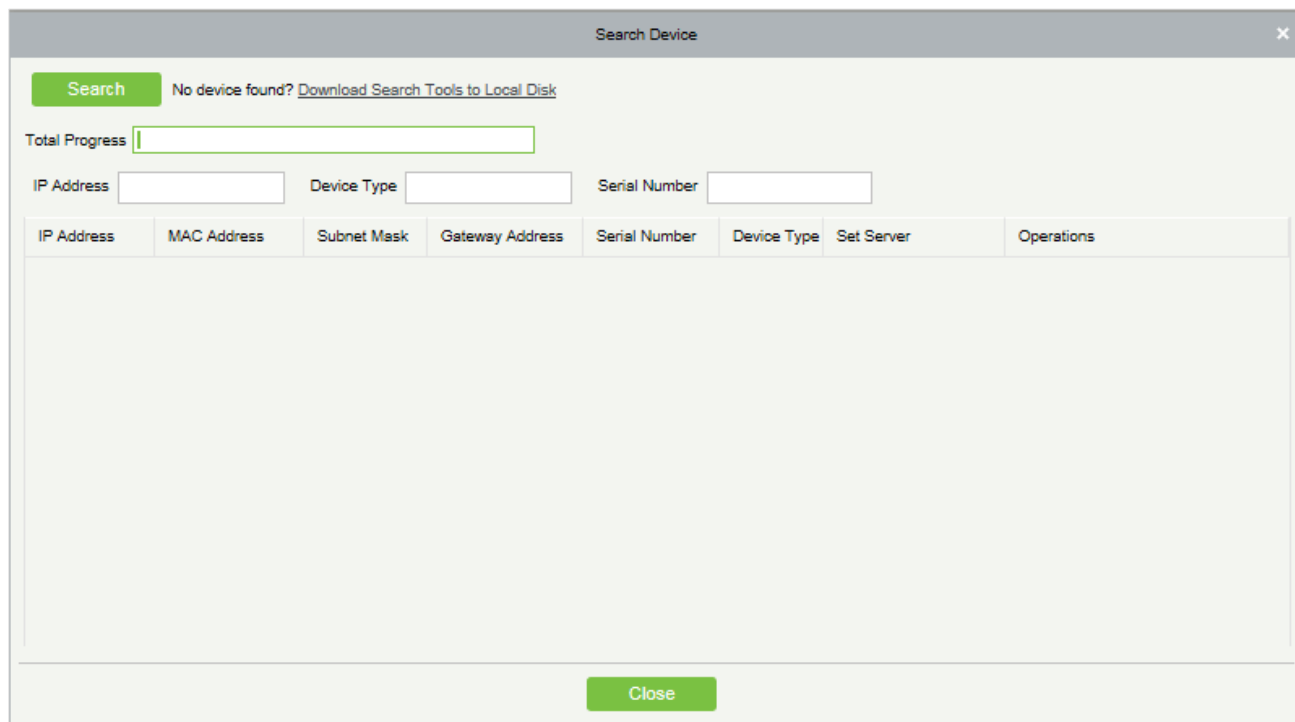 Search Device
Search No device found? Download Search Tools to Local Disk
Total Progress
IP Address Device Type Serial Number
IP Address MAC Address Subnet Mask Gateway Address Serial Number Device Type Set Server Operations
Close